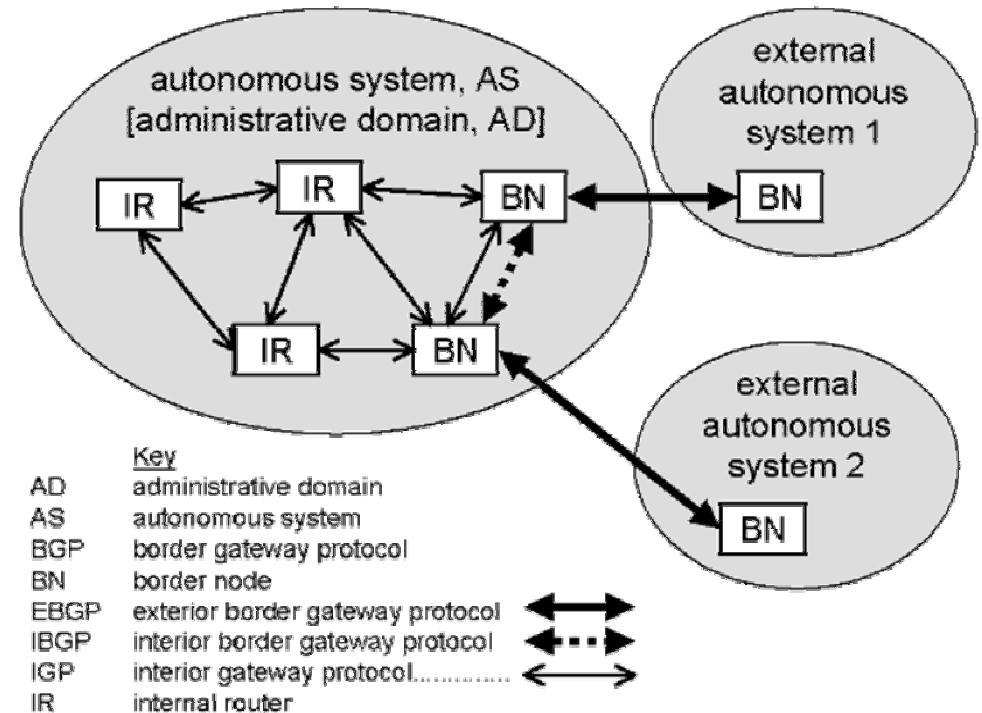 autonomous system, AS
[administrative domain, AD]
external
autonomous
system 1
IR
IR
BN
BN
IR
BN
external
autonomous
system 2
BN
Key
AD administrative domain
AS autonomous system
BGP border gateway protocol
BN border node
EBGP exterior border gateway protocol
IBGP interior border gateway protocol
IGP interior gateway protocol...............
IR internal router